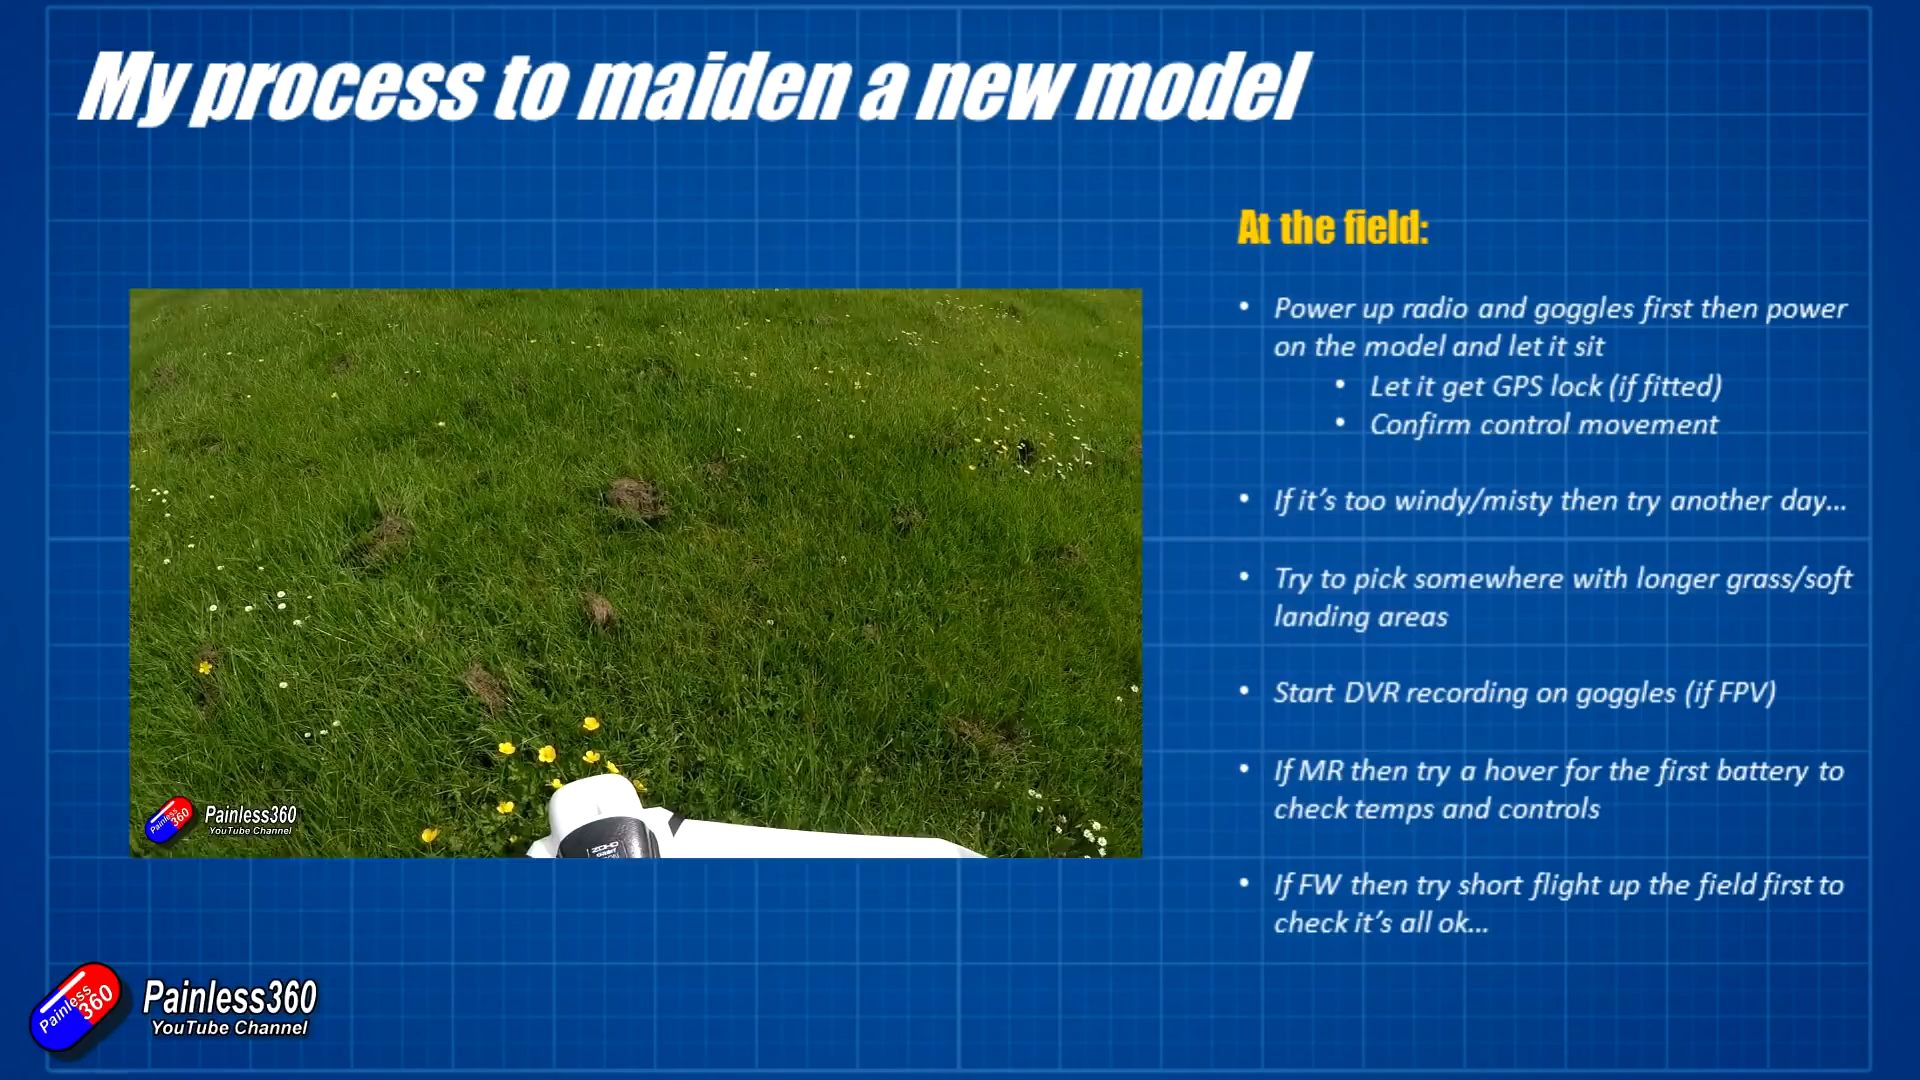 My process to maiden a new model
At the field:
• Power up radio and goggles first then power
on the model and let it sit
• Let it get GPS lock (if fitted)
• Confirm control movement
• If it's too windy/misty then try another day...
• Try to pick somewhere with longer grass/soft
landing areas
• Start DVR recording on goggles (if FPV)
• If MR then try a hover for the first battery to
check temps and controls
• If FW then try short flight up the field first to
check it's all ok...
Painless
360
Painless360
YouTube Channel
ZOHD
Painless
360
Painless360
YouTube Channel